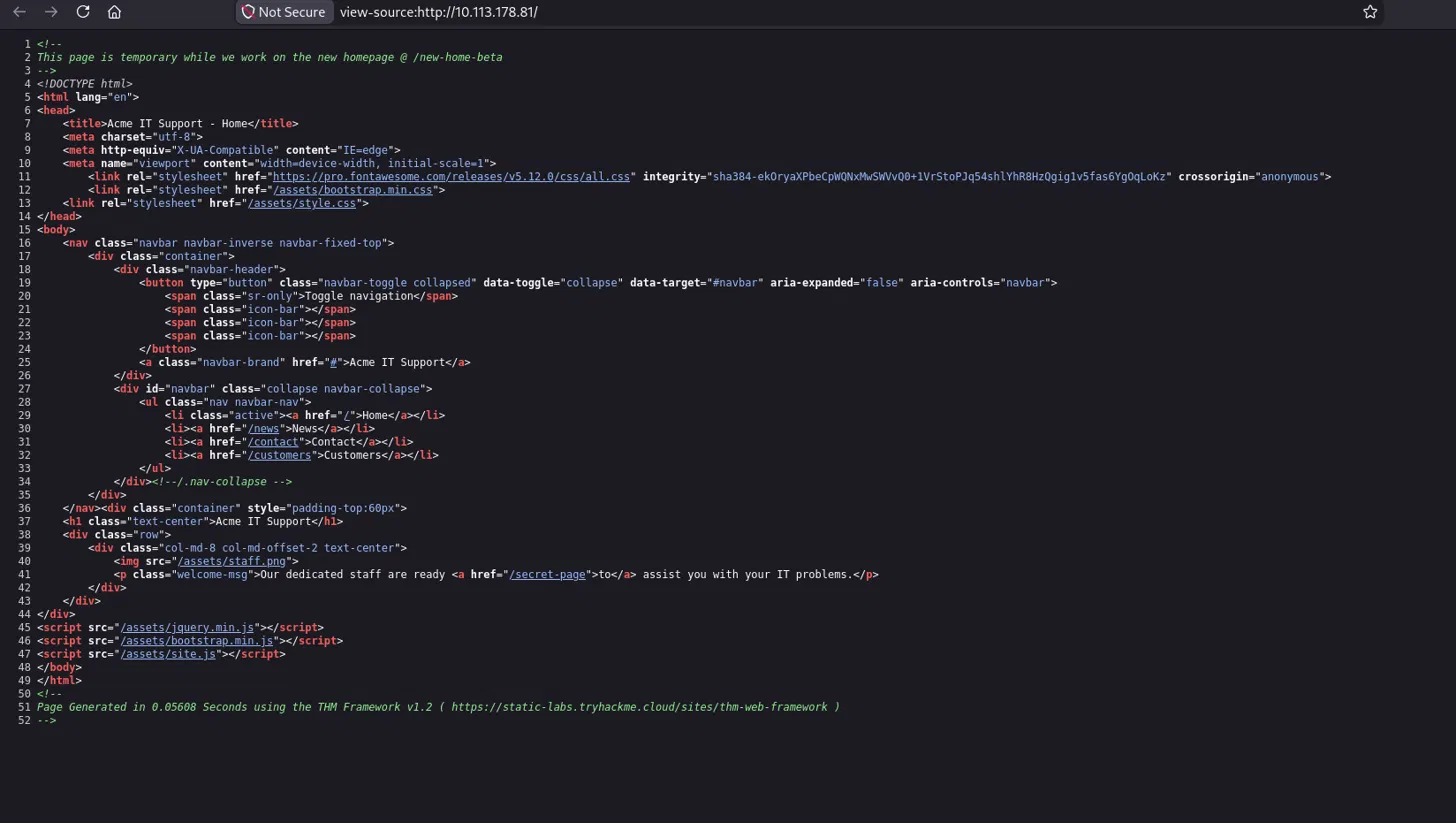 Not Secure view-source:http://10.113.178.81/
1 <!--
2 This page is temporary while we work on the new homepage @ /new-home-beta
3 -->
4 <!DOCTYPE html>
5 <html lang="en">
6 <head>
7 <title>Acme IT Support - Home</title>
8 <meta charset="utf-8">
9 <meta http-equiv="X-UA-Compatible" content="IE=edge">
10 <meta name="viewport" content="width=device-width, initial-scale=1">
11 <link rel="stylesheet" href="https://pro.fontawesome.com/releases/v5.12.0/css/all.css" integrity="sha384-ekOryaXPbeCpWQNxMwSWVvQ0+1VrStoPJq54shlYhR8HzQgig1v5fas6YgOqLoKz" crossorigin="anonymous">
12 <link rel="stylesheet" href="/assets/bootstrap.min.css">
13 <link rel="stylesheet" href="/assets/style.css">
14 </head>
15 <body>
16 <nav class="navbar navbar-inverse navbar-fixed-top">
17 <div class="container">
18 <div class="navbar-header">
19 <button type="button" class="navbar-toggle collapsed" data-toggle="collapse" data-target="#navbar" aria-expanded="false" aria-controls="navbar">
20 <span class="sr-only">Toggle navigation</span>
21 <span class="icon-bar"></span>
22 <span class="icon-bar"></span>
23 <span class="icon-bar"></span>
24 </button>
25 <a class="navbar-brand" href="#">Acme IT Support</a>
26 </div>
27 <div id="navbar" class="collapse navbar-collapse">
28 <ul class="nav navbar-nav">
29 <li class="active"><a href="/">Home</a></li>
30 <li><a href="/news">News</a></li>
31 <li><a href="/contact">Contact</a></li>
32 <li><a href="/customers">Customers</a></li>
33 </ul>
34 </div><!--/.nav-collapse -->
35 </div>
36 </nav><div class="container" style="padding-top:60px">
37 <h1 class="text-center">Acme IT Support</h1>
38 <div class="row">
39 <div class="col-md-8 col-md-offset-2 text-center">
40 <img src="/assets/staff.png">
41 <p class="welcome-msg">Our dedicated staff are ready <a href="/secret-page">to</a> assist you with your IT problems.</p>
42 </div>
43 </div>
44 </div>
45 <script src="/assets/jquery.min.js"></script>
46 <script src="/assets/bootstrap.min.js"></script>
47 <script src="/assets/site.js"></script>
48 </body>
49 </html>
50 <!--
51 Page Generated in 0.05608 Seconds using the THM Framework v1.2 ( https://static-labs.tryhackme.cloud/sites/thm-web-framework )
52 -->